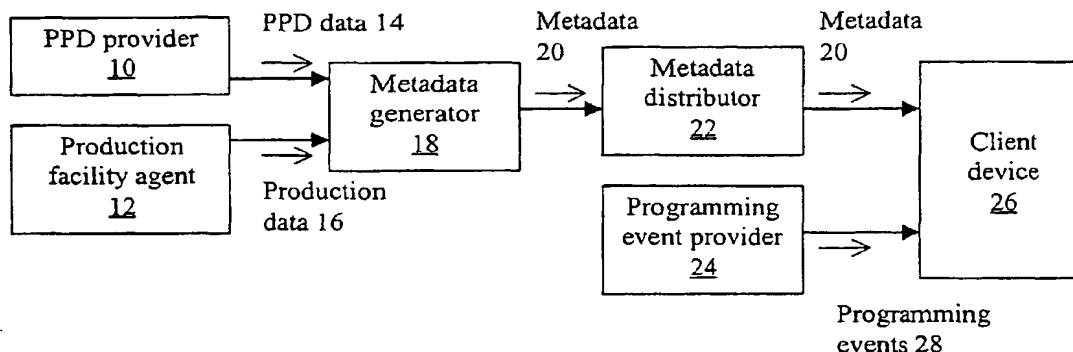 PPD provider
10
PPD data 14
Production
facility agent
12
Production
data 16
Metadata
generator
18
Metadata
20
Metadata
distributor
22
Metadata
20
Programming
event provider
24
Programming
events 28
Client
device
26